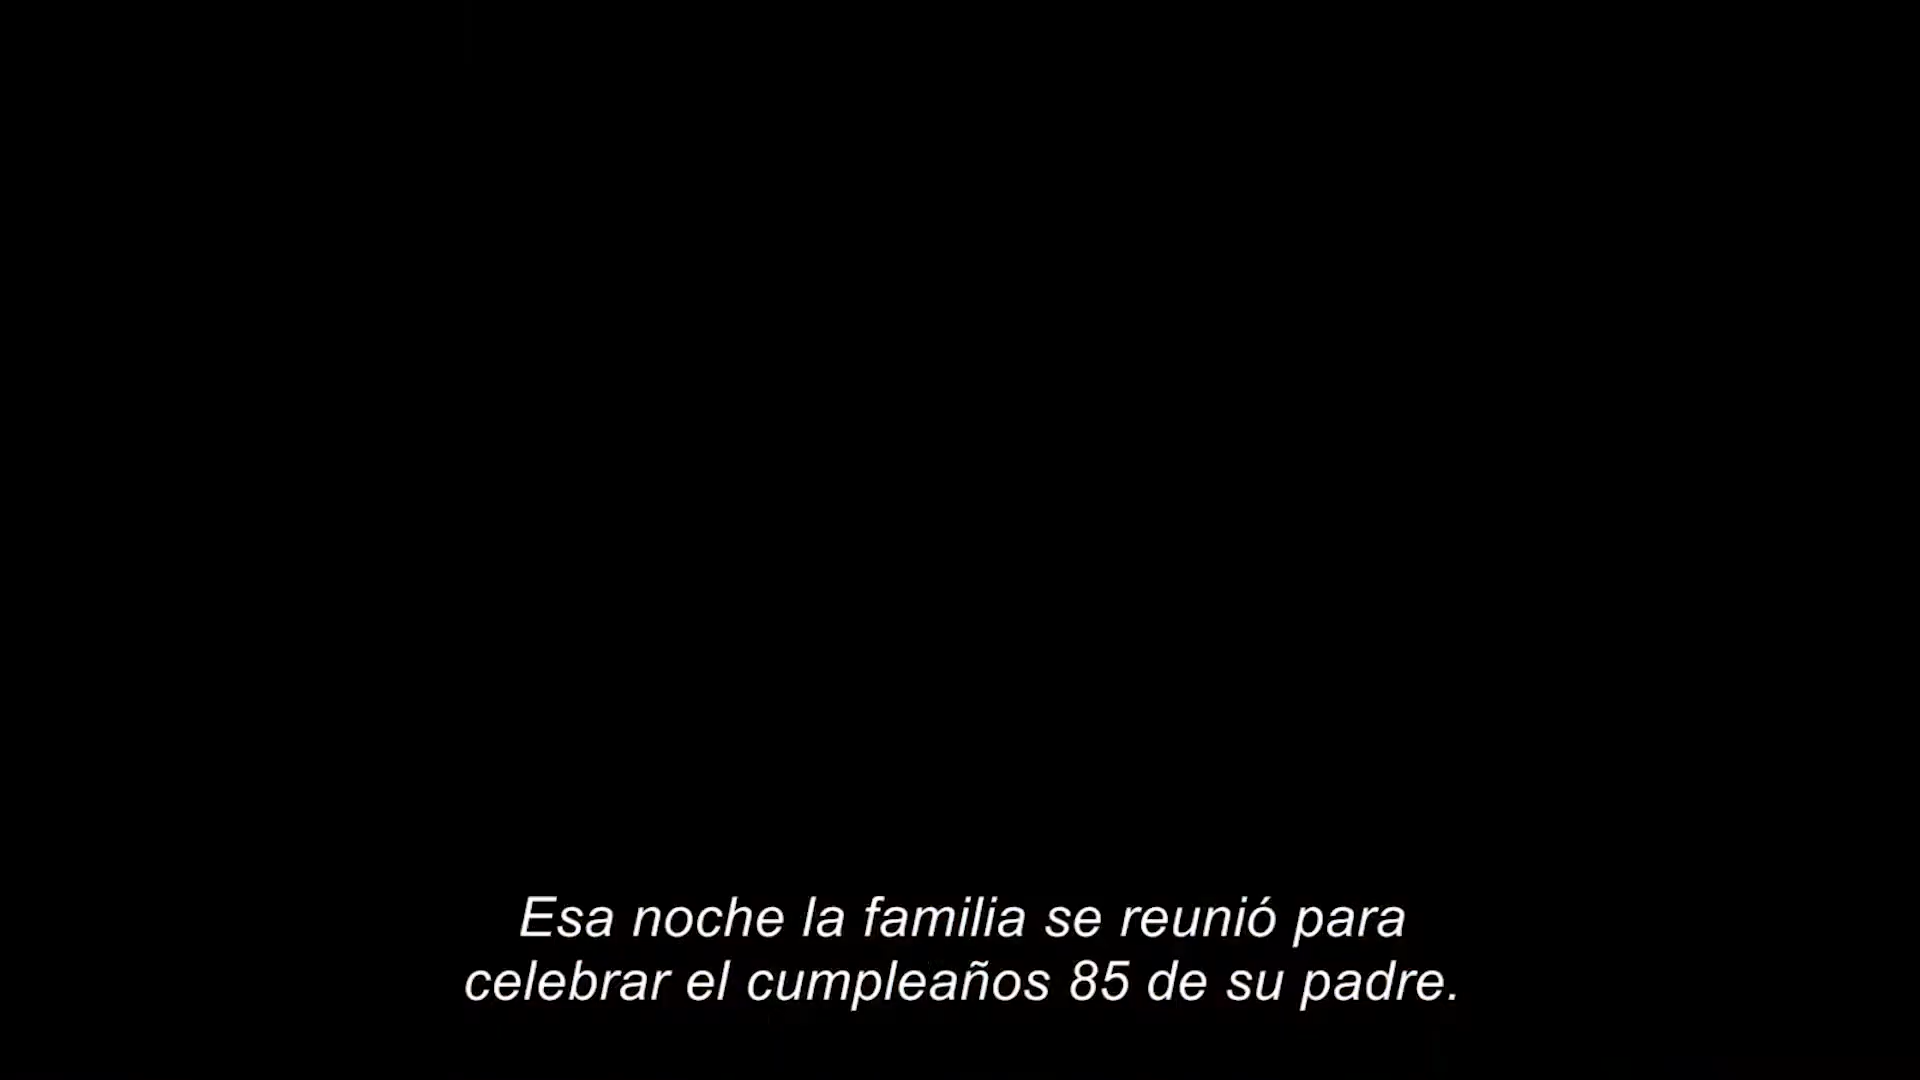 Esa noche la familia se reunió para
celebrar el cumpleaños 85 de su padre.